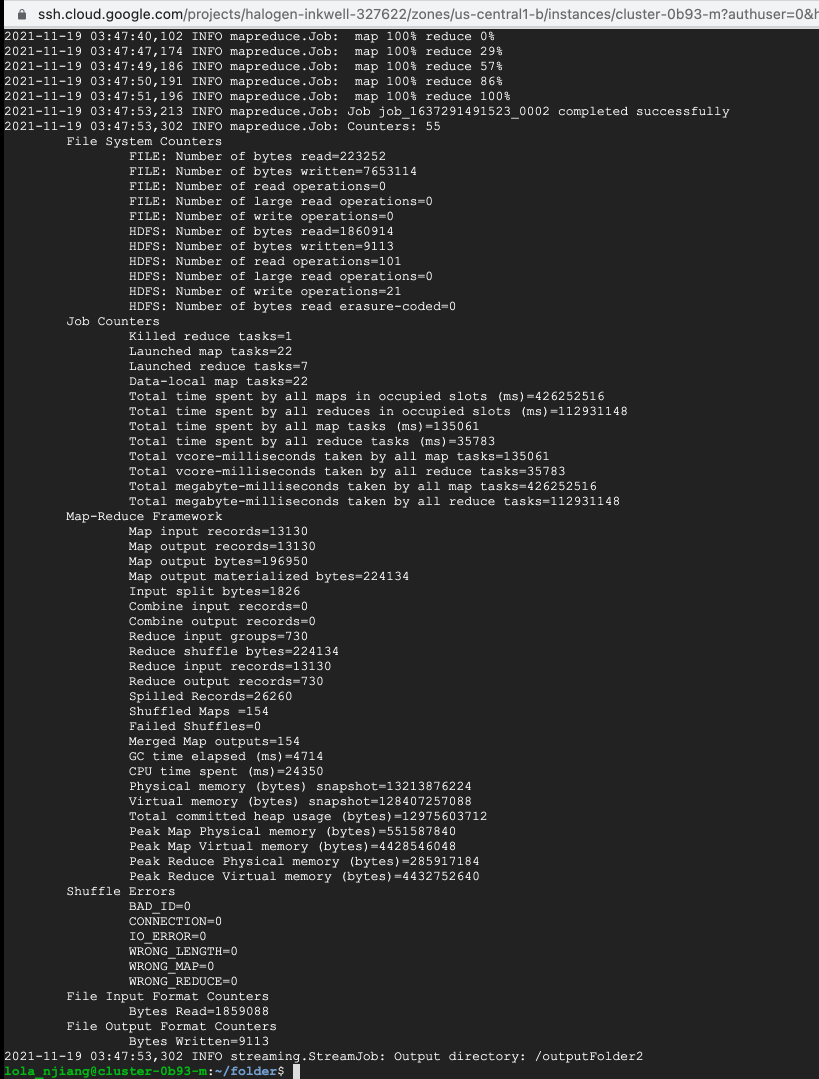 ssh.cloud.google.com/projects/halogen-inkwell-327622/zones/us-central1-b/instances/cluster-0b93-m?authuser=0&h
2021-11-19 03:47:40,102 INFO mapreduce.Job:  map 100% reduce 0%
2021-11-19 03:47:47,174 INFO mapreduce.Job:  map 100% reduce 29%
2021-11-19 03:47:49,186 INFO mapreduce.Job:  map 100% reduce 57%
2021-11-19 03:47:50,191 INFO mapreduce.Job:  map 100% reduce 86%
2021-11-19 03:47:51,196 INFO mapreduce.Job:  map 100% reduce 100%
2021-11-19 03:47:53,213 INFO mapreduce.Job: Job job_1637291491523_0002 completed successfully
2021-11-19 03:47:53,302 INFO mapreduce.Job: Counters: 55
File System Counters
FILE: Number of bytes read=223252
FILE: Number of bytes written=7653114
FILE: Number of read operations=0
FILE: Number of large read operations=0
FILE: Number of write operations=0
HDFS: Number of bytes read=1860914
HDFS: Number of bytes written=9113
HDFS: Number of read operations=101
HDFS: Number of large read operations=0
HDFS: Number of write operations=21
HDFS: Number of bytes read erasure-coded=0
Job Counters
Killed reduce tasks=1
Launched map tasks=22
Launched reduce tasks=7
Data-local map tasks=22
Total time spent by all maps in occupied slots (ms)=426252516
Total time spent by all reduces in occupied slots (ms)=112931148
Total time spent by all map tasks (ms)=135061
Total time spent by all reduce tasks (ms)=35783
Total vcore-milliseconds taken by all map tasks=135061
Total vcore-milliseconds taken by all reduce tasks=35783
Total megabyte-milliseconds taken by all map tasks=426252516
Total megabyte-milliseconds taken by all reduce tasks=112931148
Map-Reduce Framework
Map input records=13130
Map output records=13130
Map output bytes=196950
Map output materialized bytes=224134
Input split bytes=1826
Combine input records=0
Combine output records=0
Reduce input groups=730
Reduce shuffle bytes=224134
Reduce input records=13130
Reduce output records=730
Spilled Records=26260
Shuffled Maps =154
Failed Shuffles=0
Merged Map outputs=154
GC time elapsed (ms)=4714
CPU time spent (ms)=24350
Physical memory (bytes) snapshot=13213876224
Virtual memory (bytes) snapshot=128407257088
Total committed heap usage (bytes)=12975603712
Peak Map Physical memory (bytes)=551587840
Peak Map Virtual memory (bytes)=4428546048
Peak Reduce Physical memory (bytes)=285917184
Peak Reduce Virtual memory (bytes)=4432752640
Shuffle Errors
BAD_ID=0
CONNECTION=0
IO_ERROR=0
WRONG_LENGTH=0
WRONG_MAP=0
WRONG_REDUCE=0
File Input Format Counters
Bytes Read=1859088
File Output Format Counters
Bytes Written=9113
2021-11-19 03:47:53,302 INFO streaming.StreamJob: Output directory: /outputFolder2
lola_njiang@cluster-0b93-m:~/folder$